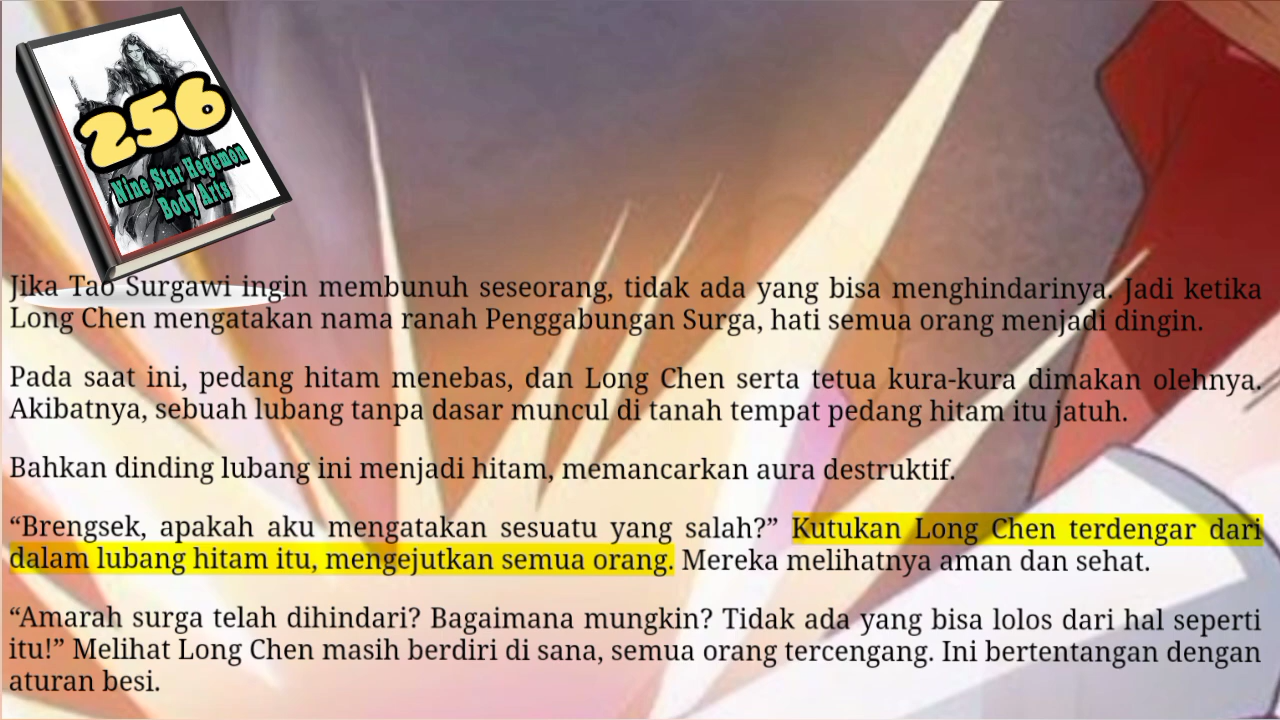 256
Nine Star Hegemon
Body Arts
Jika Tao Surgawi ingin membunuh seseorang, tidak ada yang bisa menghindarinya. Jadi ketika
Long Chen mengatakan nama ranah Penggabungan Surga, hati semua orang menjadi dingin.
Pada saat ini, pedang hitam menebas, dan Long Chen serta tetua kura-kura dimakan olehnya.
Akibatnya, sebuah lubang tanpa dasar muncul di tanah tempat pedang hitam itu jatuh.
Bahkan dinding lubang ini menjadi hitam, memancarkan aura destruktif.
“Brengsek, apakah aku mengatakan sesuatu yang salah?” Kutukan Long Chen terdengar dari
dalam lubang hitam itu, mengejutkan semua orang. Mereka melihatnya aman dan sehat.
“Amarah surga telah dihindari? Bagaimana mungkin? Tidak ada yang bisa lolos dari hal seperti
itu!” Melihat Long Chen masih berdiri di sana, semua orang tercengang. Ini bertentangan dengan
aturan besi.